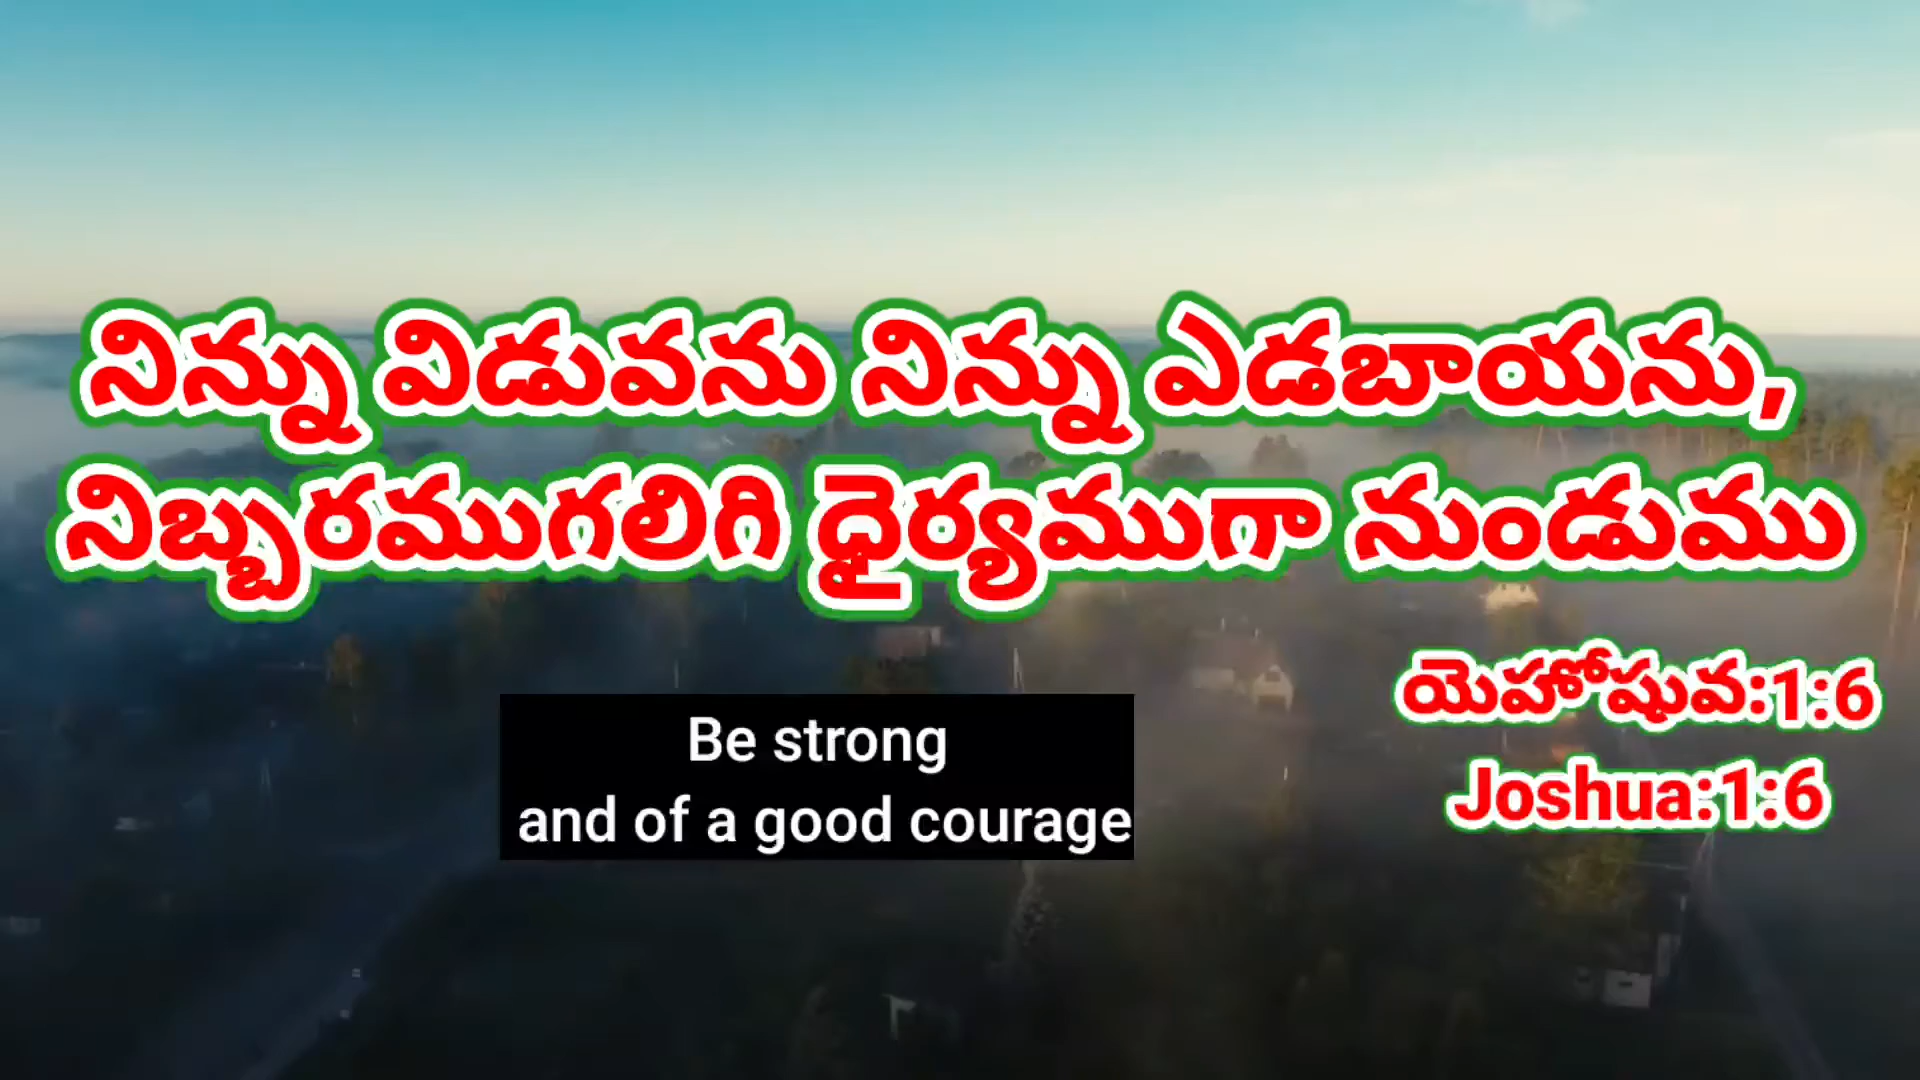 నిన్ను విడువను నిన్ను ఎడబాయను,
నిబ్బరముగలిగి ధైర్యముగా నుండుము
యెహోషువ:1:6
Joshua:1:6
Be strong
and of a good courage